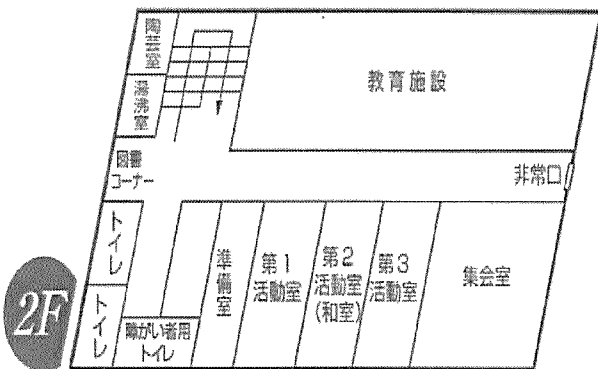 陶芸室
湯沸室
教育施設
図書
コーナー
非常口
トイレ
トイレ
障がい者用
トイレ
準備室
第1
活動室
第2
活動室
(和室)
第3
活動室
集会室
2F